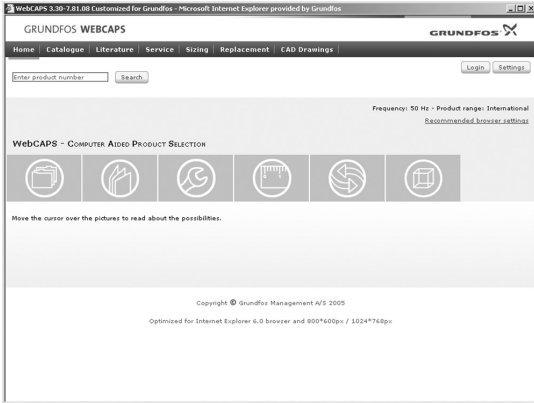 WebCAPS 3.30-7.81.08 Customized for Grundfos - Microsoft Internet Explorer provided by Grundfos
GRUNDFOS WEBCAPS
GRUNDFOS
Home Catalogue Literature Service Sizing Replacement CAD Drawings
Login Settings
Enter product number Search
Frequency: 50 Hz - Product range: International
Recommended browser settings
WebCAPS - Computer Aided Product Selection
Move the cursor over the pictures to read about the possibilities.
Copyright © Grundfos Management A/S 2005
Optimized for Internet Explorer 6.0 browser and 800*600px / 1024*768px